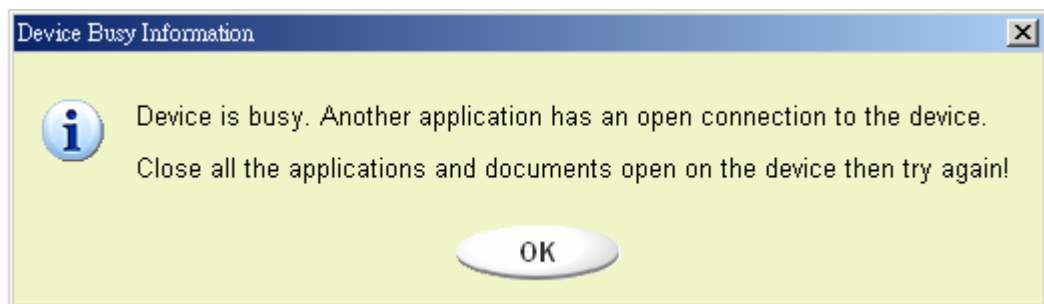 Device Busy Information
Device is busy. Another application has an open connection to the device.
Close all the applications and documents open on the device then try again!
OK